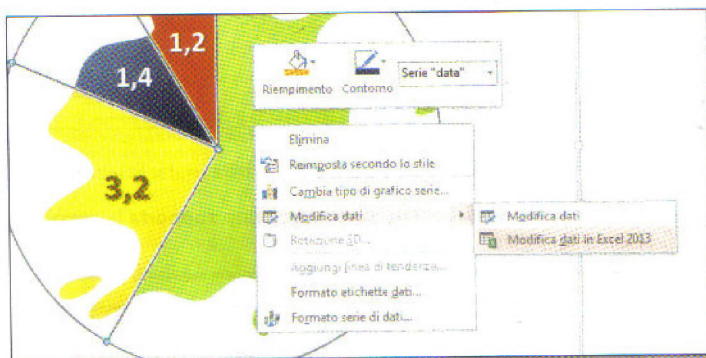 1,2
1,4
3,2
Riempimento
Contorno
Serie "data"
Elimina
Reimposta secondo lo stile
Cambia tipo di grafico serie...
Modifica dati
Modifica dati
Rotazione 3D...
Modifica dati in Excel 2013
Aggiungi linea di tendenza...
Formato etichette dati...
Formato serie di dati...